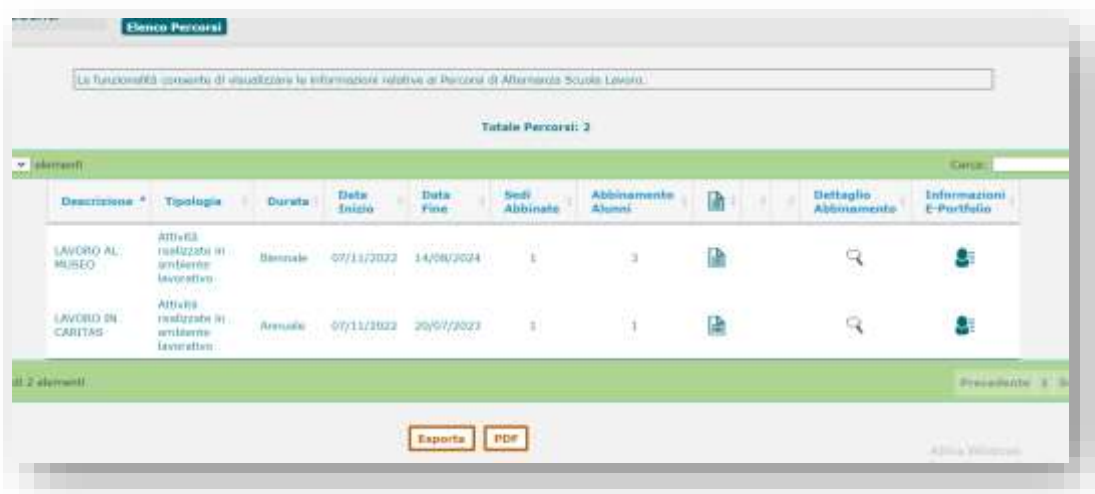 Elenco Percorsi
La funzionalità consente di visualizzare le informazioni relative ai Percorsi di Alternanza Scuola Lavoro.
Totale Percorsi: 2
elementi Cerca:
Descrizione Tipologia Durata Data Inizio Data Fine Sedi Abbinate Abbinamento Alunni Dettaglio Abbinamento Informazioni E-Portfolio
LAVORO AL MUSEO Attività realizzate in ambiente lavorativo Biennale 07/11/2022 14/08/2024 1 3
LAVORO IN CARITAS Attività realizzate in ambiente lavorativo Annuale 07/11/2022 20/07/2023 1 1
di 2 elementi Precedente 1
Esporta PDF
Attiva Windows